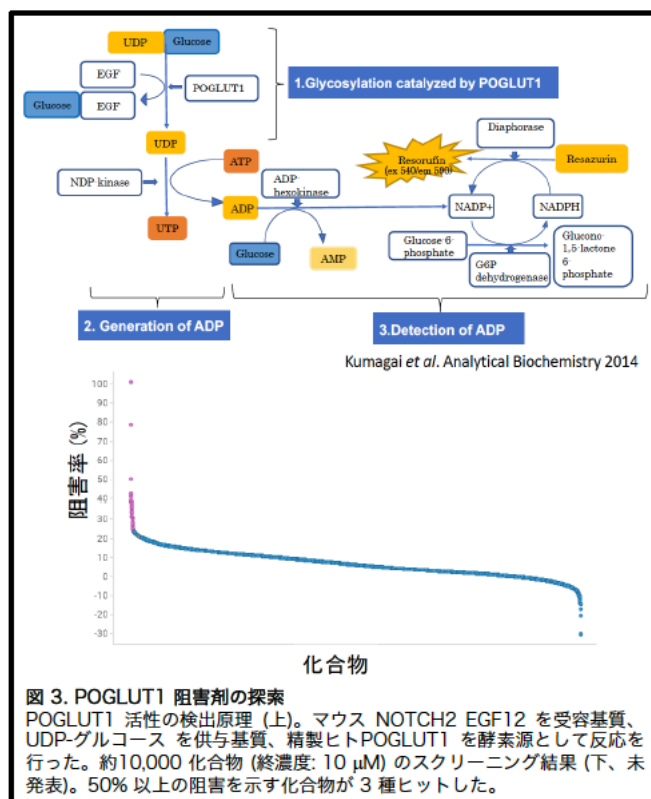 UDP
Glucose
EGF
POGLUT1
Glucose
EGF
1.Glycosylation catalyzed by POGLUT1
UDP
NDP-kinase
ATP
UTP
ADP
ADP-
hexokinase
Glucose
AMP
Diaphorase
Resorufin
(ex 540/em 590)
Resazurin
NADP+
NADPH
Glucose 6-
phosphate
G6P
dehydrogenase
Glucono-
1,5-lactone
6-
phosphate
2. Generation of ADP
3.Detection of ADP
Kumagai et al. Analytical Biochemistry 2014
阻害率 (%)
100
90
80
70
60
50
40
30
20
10
0
-10
-20
-30
化合物
図 3. POGLUT1 阻害剤の探索
POGLUT1 活性の検出原理 (上)。マウス NOTCH2 EGF12 を受容基質、
UDP-グルコース を供与基質、精製ヒトPOGLUT1 を酵素源として反応を
行った。約10,000 化合物 (終濃度: 10 μM) のスクリーニング結果 (下、未
発表)。50% 以上の阻害を示す化合物が 3 種ヒットした。